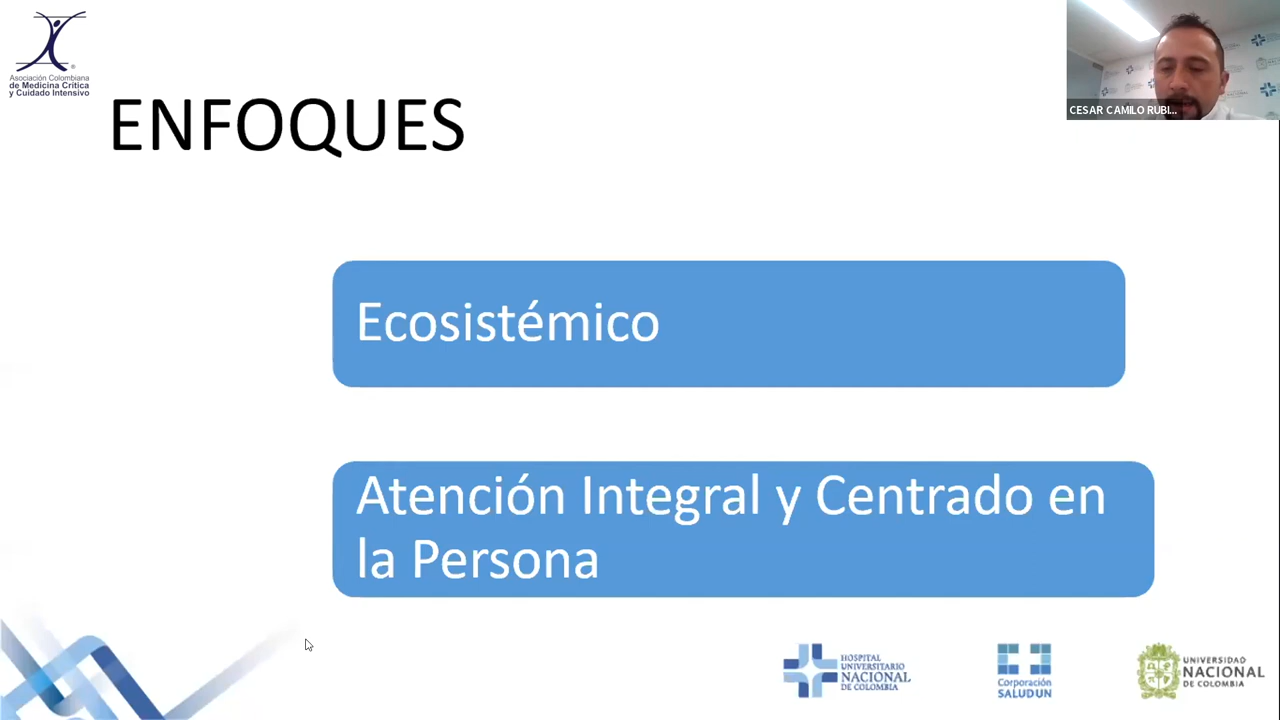 Asociación Colombiana
de Medicina Crítica
y Cuidado Intensivo
CESAR CAMILO RUBI...
ENFOQUES
Ecosistémico
Atención Integral y Centrado en
la Persona
HOSPITAL
UNIVERSITARIO
NACIONAL
DE COLOMBIA
Corporación
SALUDUN
UNIVERSIDAD
NACIONAL
DE COLOMBIA